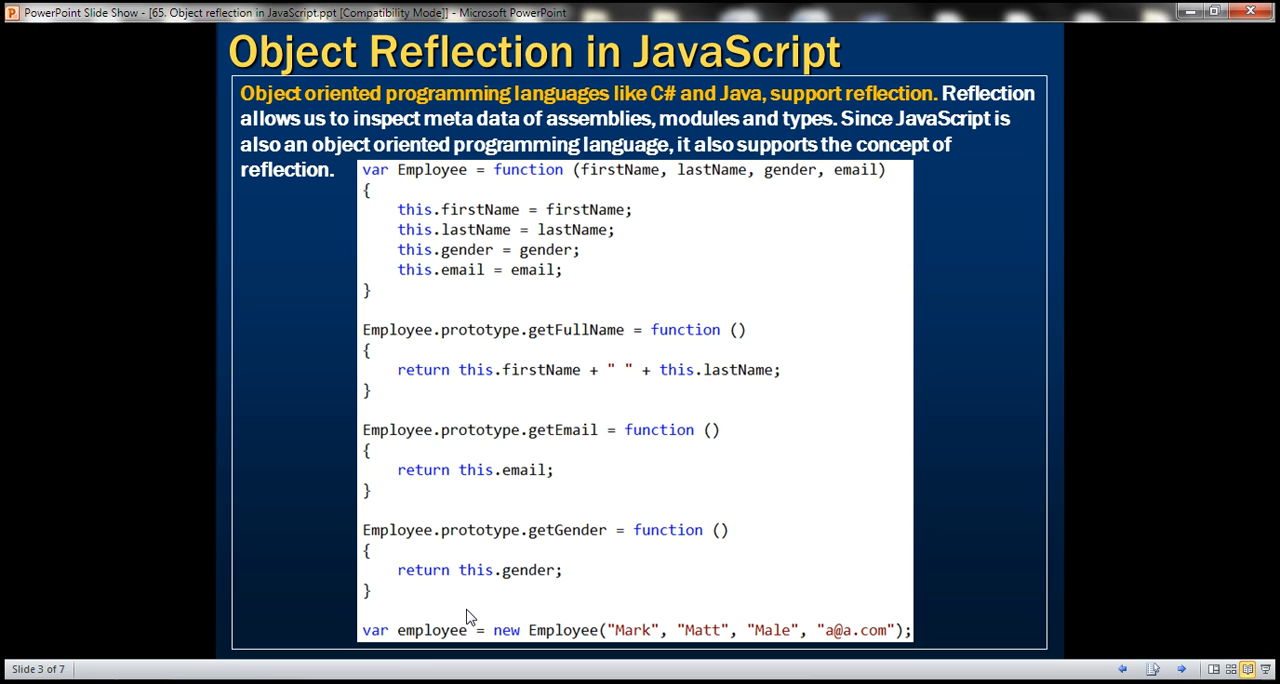 PowerPoint Slide Show - [65. Object reflection in JavaScript.ppt [Compatibility Mode]] - Microsoft PowerPoint
Object Reflection in JavaScript
Object oriented programming languages like C# and Java, support reflection. Reflection
allows us to inspect meta data of assemblies, modules and types. Since JavaScript is
also an object oriented programming language, it also supports the concept of
reflection.
var Employee = function (firstName, lastName, gender, email)
{
    this.firstName = firstName;
    this.lastName = lastName;
    this.gender = gender;
    this.email = email;
}
Employee.prototype.getFullName = function ()
{
    return this.firstName + " " + this.lastName;
}
Employee.prototype.getEmail = function ()
{
    return this.email;
}
Employee.prototype.getGender = function ()
{
    return this.gender;
}
var employee = new Employee("Mark", "Matt", "Male", "a@a.com");
Slide 3 of 7